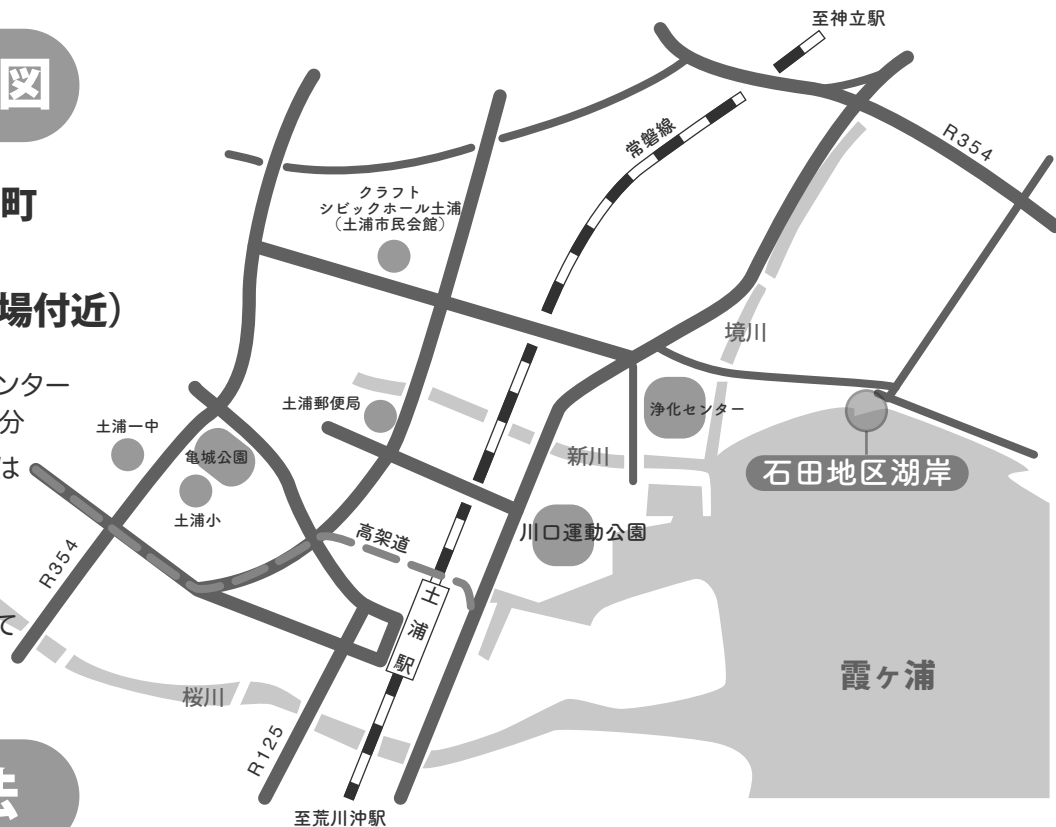 図
町
場付近）
ンター
分
は
て
法
至神立駅
常磐線
R354
クラフト
シビックホール土浦
（土浦市民会館）
境川
土浦郵便局
浄化センター
土浦一中
亀城公園
新川
石田地区湖岸
土浦小
高架道
川口運動公園
R354
土浦駅
霞ヶ浦
桜川
R125
至荒川沖駅